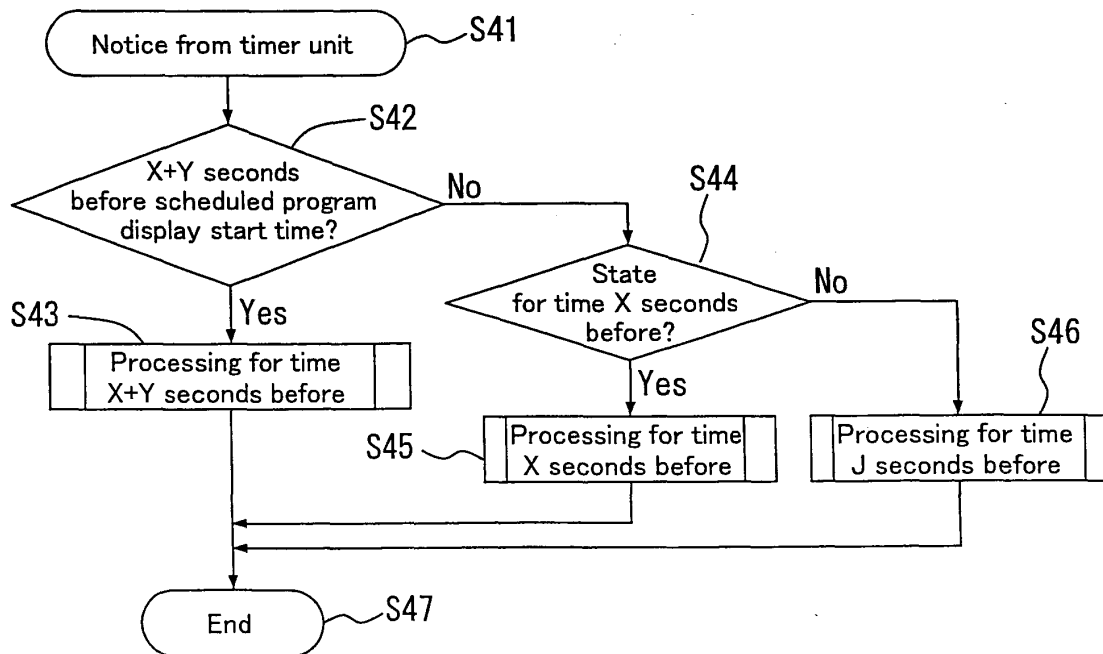 Notice from timer unit
S41
S42
X+Y seconds
before scheduled program
display start time?
No
S44
State
for time X seconds
before?
No
S43
Yes
Processing for time
X+Y seconds before
Yes
S46
S45
Processing for time
X seconds before
Processing for time
J seconds before
End
S47